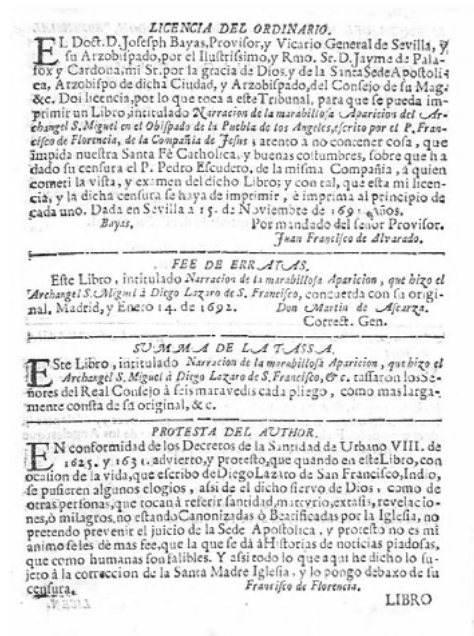 LICENCIA DEL ORDINARIO.
EL Doct. D. Joseph Bayas, Provisor, y Vicario General de Sevilla, y
su Arzobispado, por el Ilustrissimo, y Rmo. Sr. D. Jayme de Pala-
fox y Cardona, mi Sr. por la gracia de Dios, y de la Santa Sede Apostoli-
ca, Arzobispo de dicha Ciudad, y Arzobispado, del Consejo de su Mag.
&c. Doi licencia, por lo que toca a este Tribunal, para que se pueda im-
primir un Libro, intitulado Narracion de la marabillosa Aparicion del Ar-
changel S. Miguel en el Obispado de la Puebla de los Angeles, escrito por el P. Fran-
cisco de Florencia, de la Compañia de Jesus, atento à no contener cosa, que
impida nuestra Santa Fè Catholica, y buenas costumbres, sobre que ha
dado su censura el P. Pedro Escudero, de la misma Compañia, à quien
cometì la vista, y examen del dicho Libro; y con tal, que esta mi licen-
cia, y la dicha censura se haya de imprimir, è imprima al principio de
cada uno. Dada en Sevilla à 15. de Noviembre de 1691. años.
Bayas. Por mandado del señor Provisor.
Juan Francisco de Alvarado.
FEE DE ERRATAS.
Este Libro, intitulado Narracion de la marabillosa Aparicion, que hizo el
Archangel S. Miguel à Diego Lazaro de S. Francisco, concuerda con su origi-
nal. Madrid, y Enero 14. de 1692. Don Martin de Ascarza.
Correct. Gen.
SUMMA DE LA TASSA.
ESte Libro, intitulado Narracion de la marabillosa Aparicion, que hizo el
Archangel S. Miguel à Diego Lazaro de S. Francisco, & c. tassaron los Se-
ñores del Real Consejo à seis maravedis cada pliego, como mas larga-
mente consta de su original, &c.
PROTESTA DEL AUTHOR.
EN conformidad de los Decretos de la Santidad de Urbano VIII. de
1625. y 1631. advierto, y protesto, que quando en este Libro, con
ocasion de la vida, que escribo de Diego Lazaro de San Francisco, Indio,
se pusieren algunos elogios, assi de el dicho siervo de Dios, como de
otras personas, que tocan à referir santidad, martyrio, extasis, revelacio-
nes, ò milagros, no estando Canonizadas ò Beatificadas por la Iglesia, no
pretendo prevenir el juicio de la Sede Apostolica, y protesto no es mi
animo se les de mas fee, que la que se dà à Historias de noticias piadosas,
que como humanas son falibles. Y assi todo lo que aqui he dicho lo su-
jeto à la correccion de la Santa Madre Iglesia, y lo pongo debaxo de su
censura. Francisco de Florencia.
LIBRO